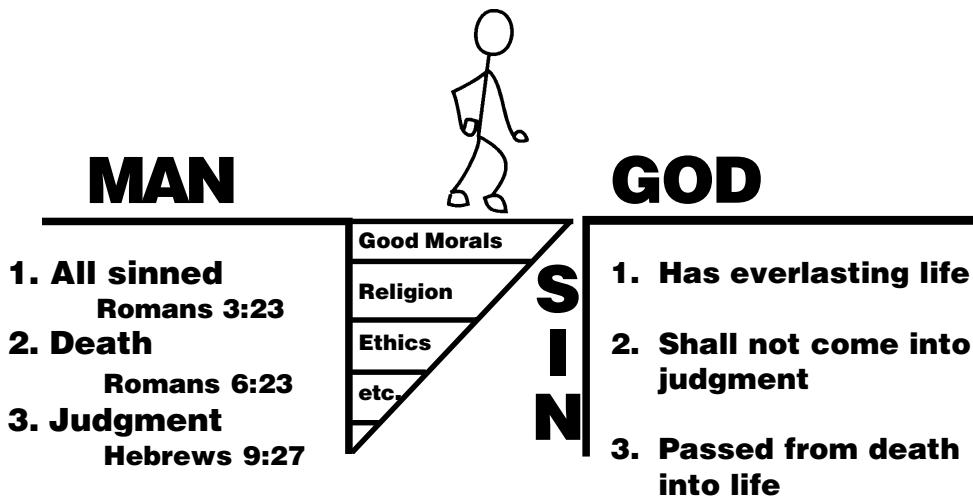 MAN
1. All sinned
Romans 3:23
2. Death
Romans 6:23
3. Judgment
Hebrews 9:27
Good Morals
Religion
Ethics
etc.
S
I
N
GOD
1. Has everlasting life
2. Shall not come into
judgment
3. Passed from death
into life